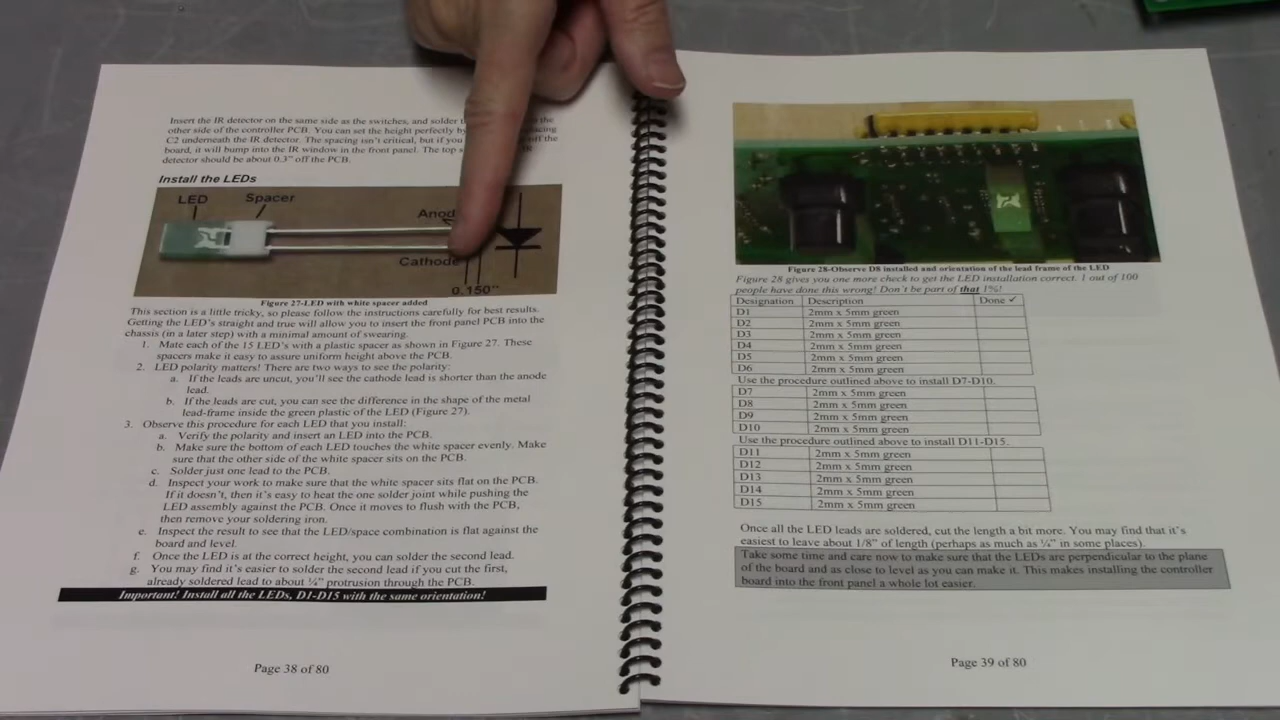 Insert the IR detector on the same side as the switches, and solder
other side of the controller PCB. You can set the height perfectly by
C2 underneath the IR detector. The spacing isn't critical, but if you off the
board, it will bump into the IR window in the front panel. The top
detector should be about 0.3" off the PCB.
Install the LEDs
LED Spacer
Cathode
0.150"
Figure 27-LED with white spacer added
This section is a little tricky, so please follow the instructions carefully for best results.
Getting the LED's straight and true will allow you to insert the front panel PCB into the
chassis (in a later step) with a minimal amount of swearing.
1. Mate each of the 15 LED's with a plastic spacer as shown in Figure 27. These
spacers make it easy to assure uniform height above the PCB.
2. LED polarity matters! There are two ways to see the polarity:
a. If the leads are uncut, you'll see the cathode lead is shorter than the anode
lead.
b. If the leads are cut, you can see the difference in the shape of the metal
lead-frame inside the green plastic of the LED (Figure 27).
3. Observe this procedure for each LED that you install:
a. Verify the polarity and insert an LED into the PCB.
b. Make sure the bottom of each LED touches the white spacer evenly. Make
sure that the other side of the white spacer sits on the PCB.
c. Solder just one lead to the PCB.
d. Inspect your work to make sure that the white spacer sits flat on the PCB.
If it doesn't, then it's easy to heat the one solder joint while pushing the
LED assembly against the PCB. Once it moves to flush with the PCB,
then remove your soldering iron.
e. Inspect the result to see that the LED/space combination is flat against the
board and level.
f. Once the LED is at the correct height, you can solder the second lead.
g. You may find it's easier to solder the second lead if you cut the first,
already soldered lead to about ¼" protrusion through the PCB.
Important! Install all the LEDs, D1-D15 with the same orientation!
Page 38 of 80
Figure 28-Observe D8 installed and orientation of the lead frame of the LED
Figure 28 gives you one more check to get the LED installation correct. 1 out of 100
people have done this wrong! Don't be part of that 1%!
Designation Description Done ✓
D1 2mm x 5mm green
D2 2mm x 5mm green
D3 2mm x 5mm green
D4 2mm x 5mm green
D5 2mm x 5mm green
D6 2mm x 5mm green
Use the procedure outlined above to install D7-D10.
D7 2mm x 5mm green
D8 2mm x 5mm green
D9 2mm x 5mm green
D10 2mm x 5mm green
Use the procedure outlined above to install D11-D15.
D11 2mm x 5mm green
D12 2mm x 5mm green
D13 2mm x 5mm green
D14 2mm x 5mm green
D15 2mm x 5mm green
Once all the LED leads are soldered, cut the length a bit more. You may find that it's
easiest to leave about 1/8" of length (perhaps as much as ¼" in some places).
Take some time and care now to make sure that the LEDs are perpendicular to the plane
of the board and as close to level as you can make it. This makes installing the controller
board into the front panel a whole lot easier.
Page 39 of 80